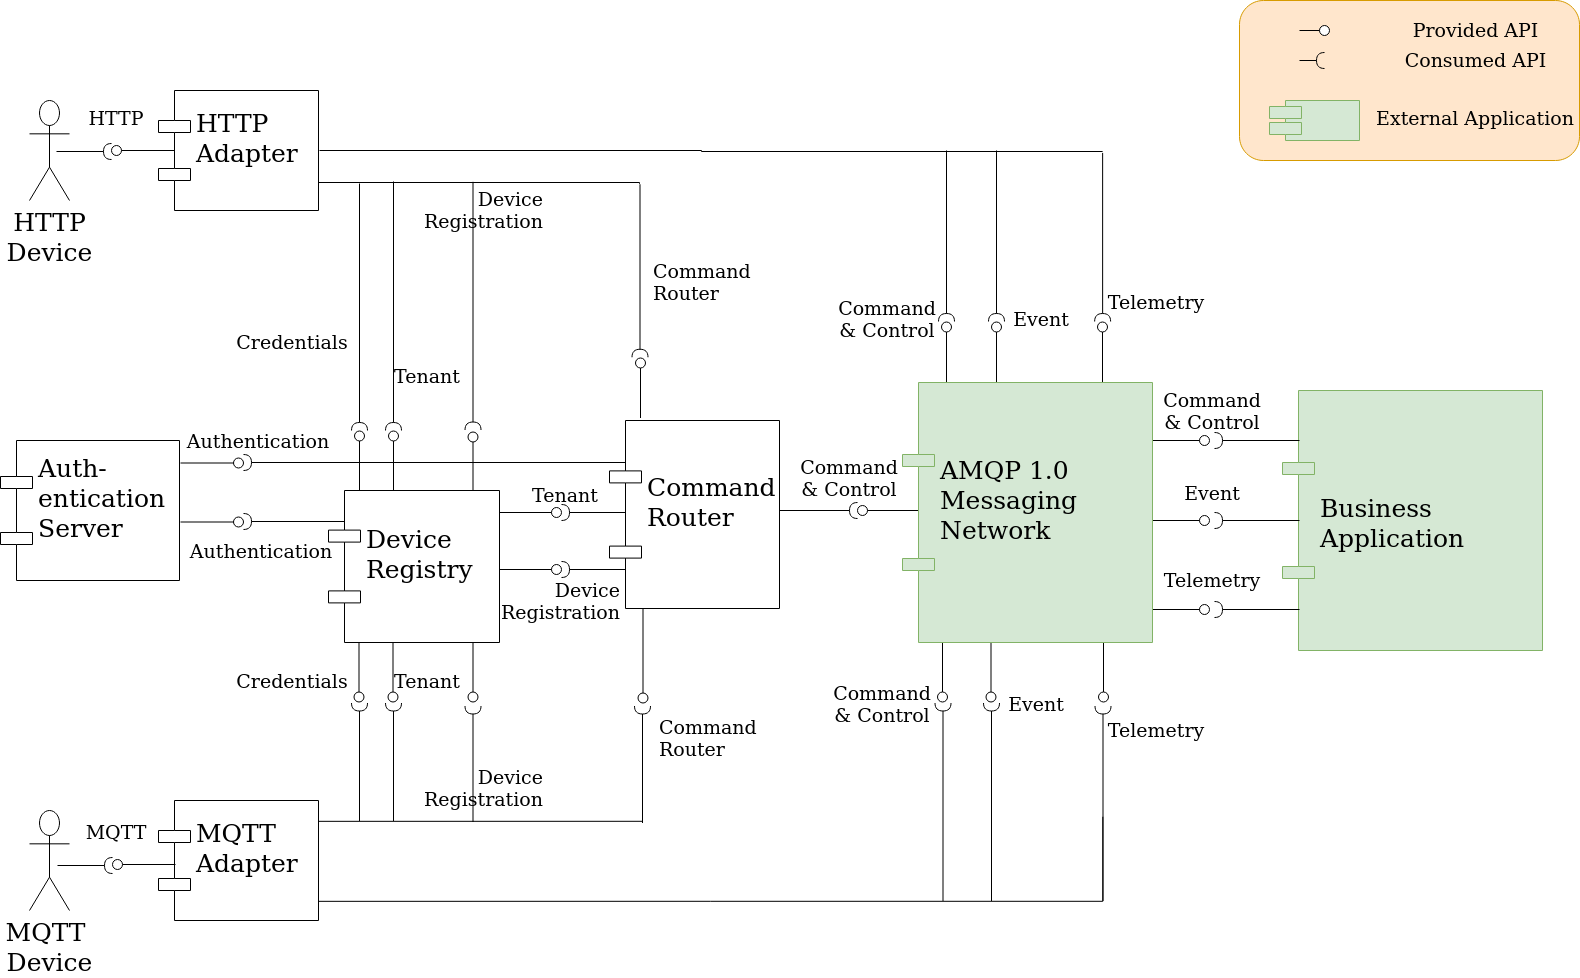 Provided API
Consumed API
External Application
HTTP
HTTP
Adapter
HTTP
Device
Device
Registration
Command
Router
Credentials
Tenant
Command
& Control
Event
Telemetry
Authentication
Auth-
entication
Server
Authentication
Device
Registry
Tenant
Device
Registration
Command
Router
Command
& Control
AMQP 1.0
Messaging
Network
Command
& Control
Event
Telemetry
Business
Application
Credentials
Tenant
Device
Registration
Command
Router
Command
& Control
Event
Telemetry
MQTT
MQTT
Adapter
MQTT
Device